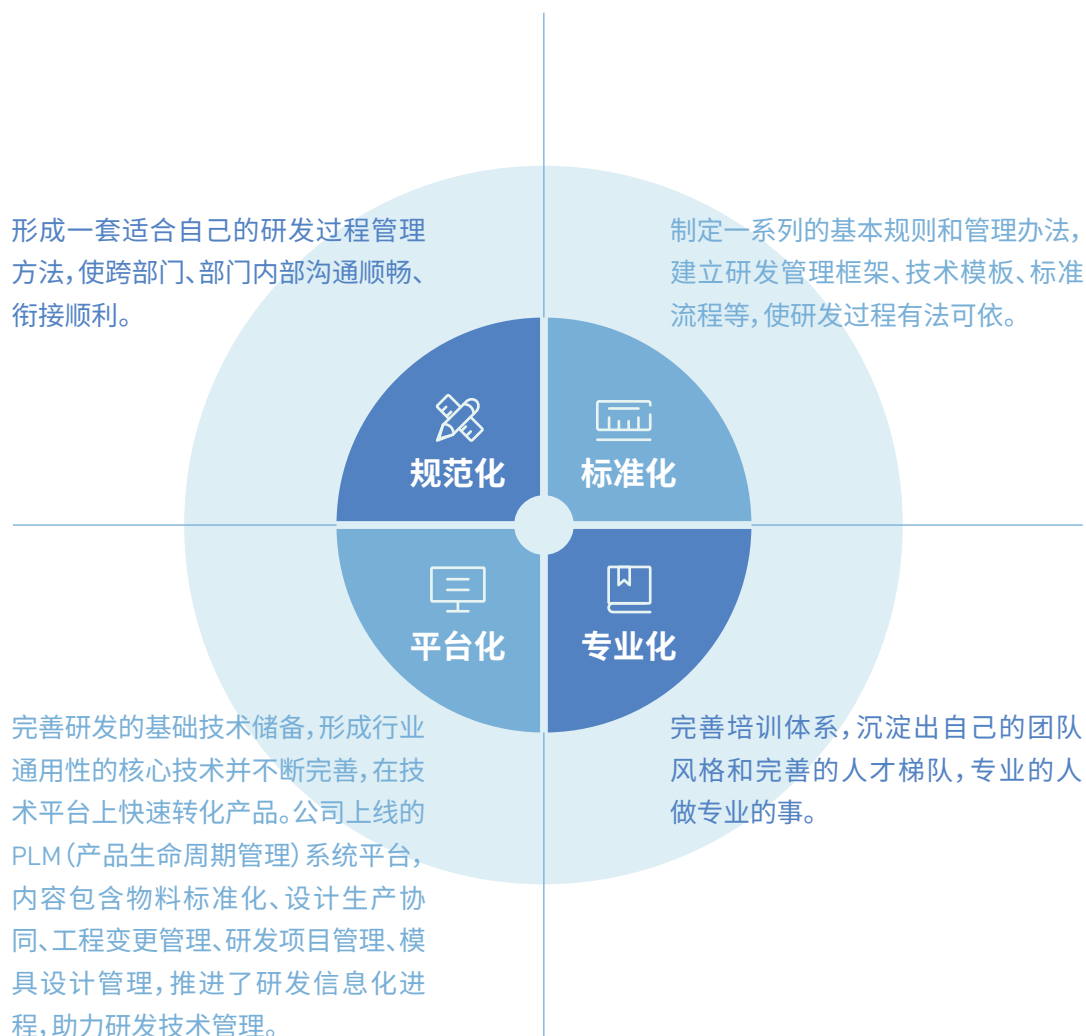 形成一套适合自己的研发过程管理
方法，使跨部门、部门内部沟通顺畅、
衔接顺利。
制定一系列的基本规则和管理办法，
建立研发管理框架、技术模板、标准
流程等，使研发过程有法可依。
规范化
标准化
平台化
专业化
完善研发的基础技术储备，形成行业
通用性的核心技术并不断完善，在技
术平台上快速转化产品。公司上线的
PLM（产品生命周期管理）系统平台，
内容包含物料标准化、设计生产协
同、工程变更管理、研发项目管理、模
具设计管理，推进了研发信息化进
程，助力研发技术管理。
完善培训体系，沉淀出自己的团队
风格和完善的人才梯队，专业的人
做专业的事。